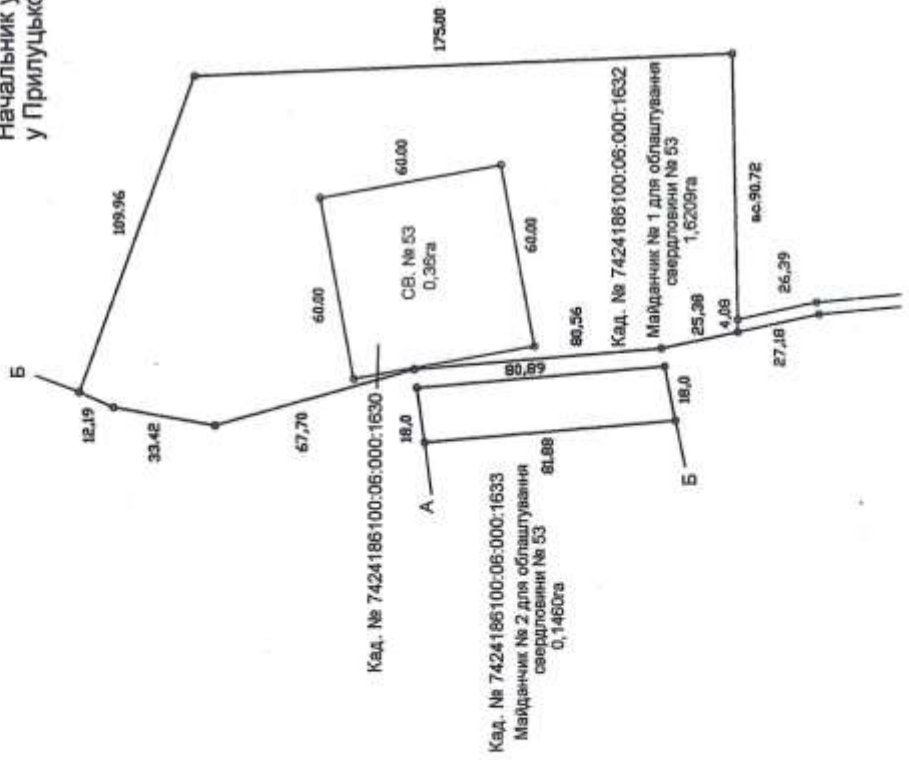 Начальник у
у Прилуцько
Б
109.96
175.00
12,19
33.42
67,70
60.00
60.00
СВ. № 53
0,36га
60.00
Кад. № 7424186100:06:000:1630
80,56
80,89
18,0
А
81.88
18,0
Б
Кад. № 7424186100:06:000:1632
Майданчик № 1 для облаштування
свердловини № 53
1,6209га
25,38
4,08
в.с.90.72
27,18
26,39
Кад. № 7424186100:06:000:1633
Майданчик № 2 для облаштування
свердловини № 53
0,1460га